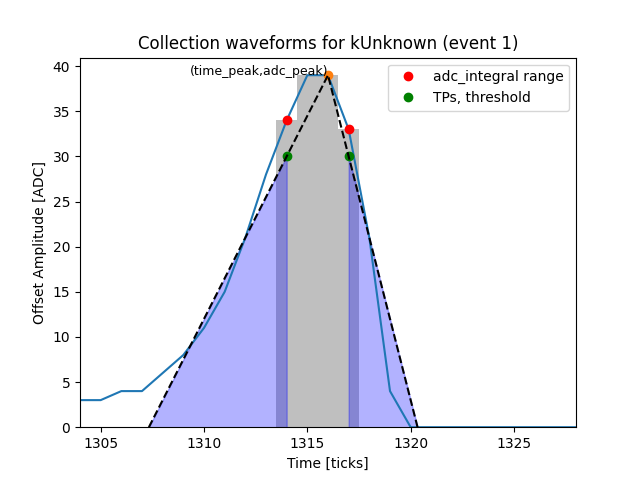 Collection waveforms for kUnknown (event 1)
(time_peak,adc_peak)
adc_integral range
TPs, threshold
Offset Amplitude [ADC]
40
35
30
25
20
15
10
5
0
1305 1310 1315 1320 1325
Time [ticks]